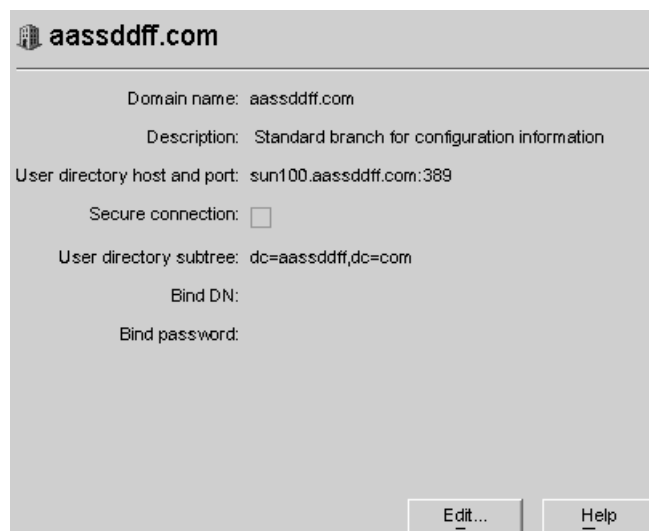 aassddff.com
Domain name: aassddff.com
Description: Standard branch for configuration information
User directory host and port: sun100.aassddff.com:389
Secure connection:
User directory subtree: dc=aassddff,dc=com
Bind DN:
Bind password:
Edit... Help